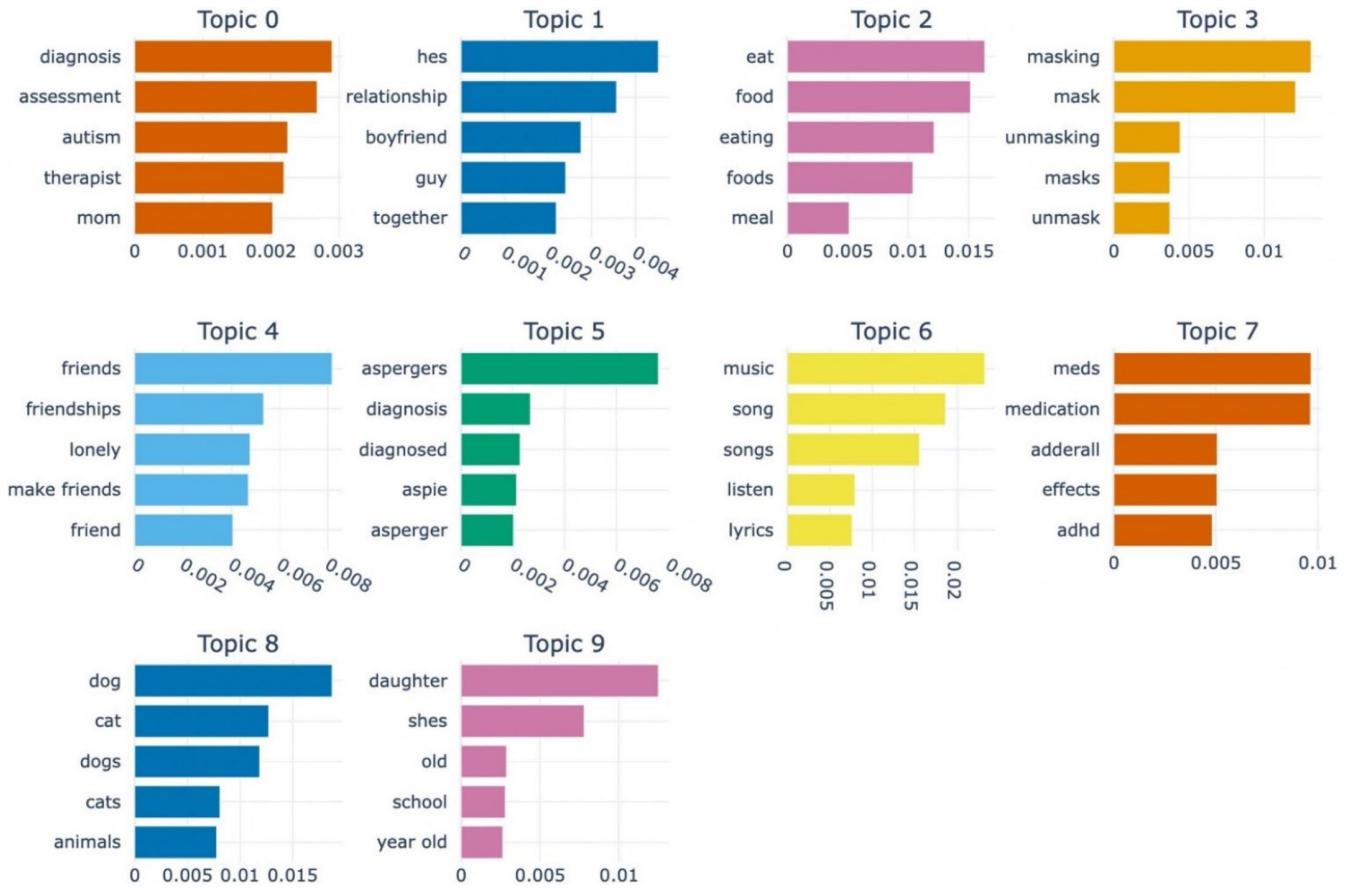 Topic 0
diagnosis
assessment
autism
therapist
mom
0 0.001 0.002 0.003
Topic 1
hes
relationship
boyfriend
guy
together
0 0.001 0.002 0.003 0.004
Topic 2
eat
food
eating
foods
meal
0 0.005 0.01 0.015
Topic 3
masking
mask
unmasking
masks
unmask
0 0.005 0.01
Topic 4
friends
friendships
lonely
make friends
friend
0 0.002 0.004 0.006 0.008
Topic 5
aspergers
diagnosis
diagnosed
aspie
asperger
0 0.002 0.004 0.006 0.008
Topic 6
music
song
songs
listen
lyrics
0 0.005 0.01 0.015 0.02
Topic 7
meds
medication
adderall
effects
adhd
0 0.005 0.01
Topic 8
dog
cat
dogs
cats
animals
0 0.005 0.01 0.015
Topic 9
daughter
shes
old
school
year old
0 0.005 0.01